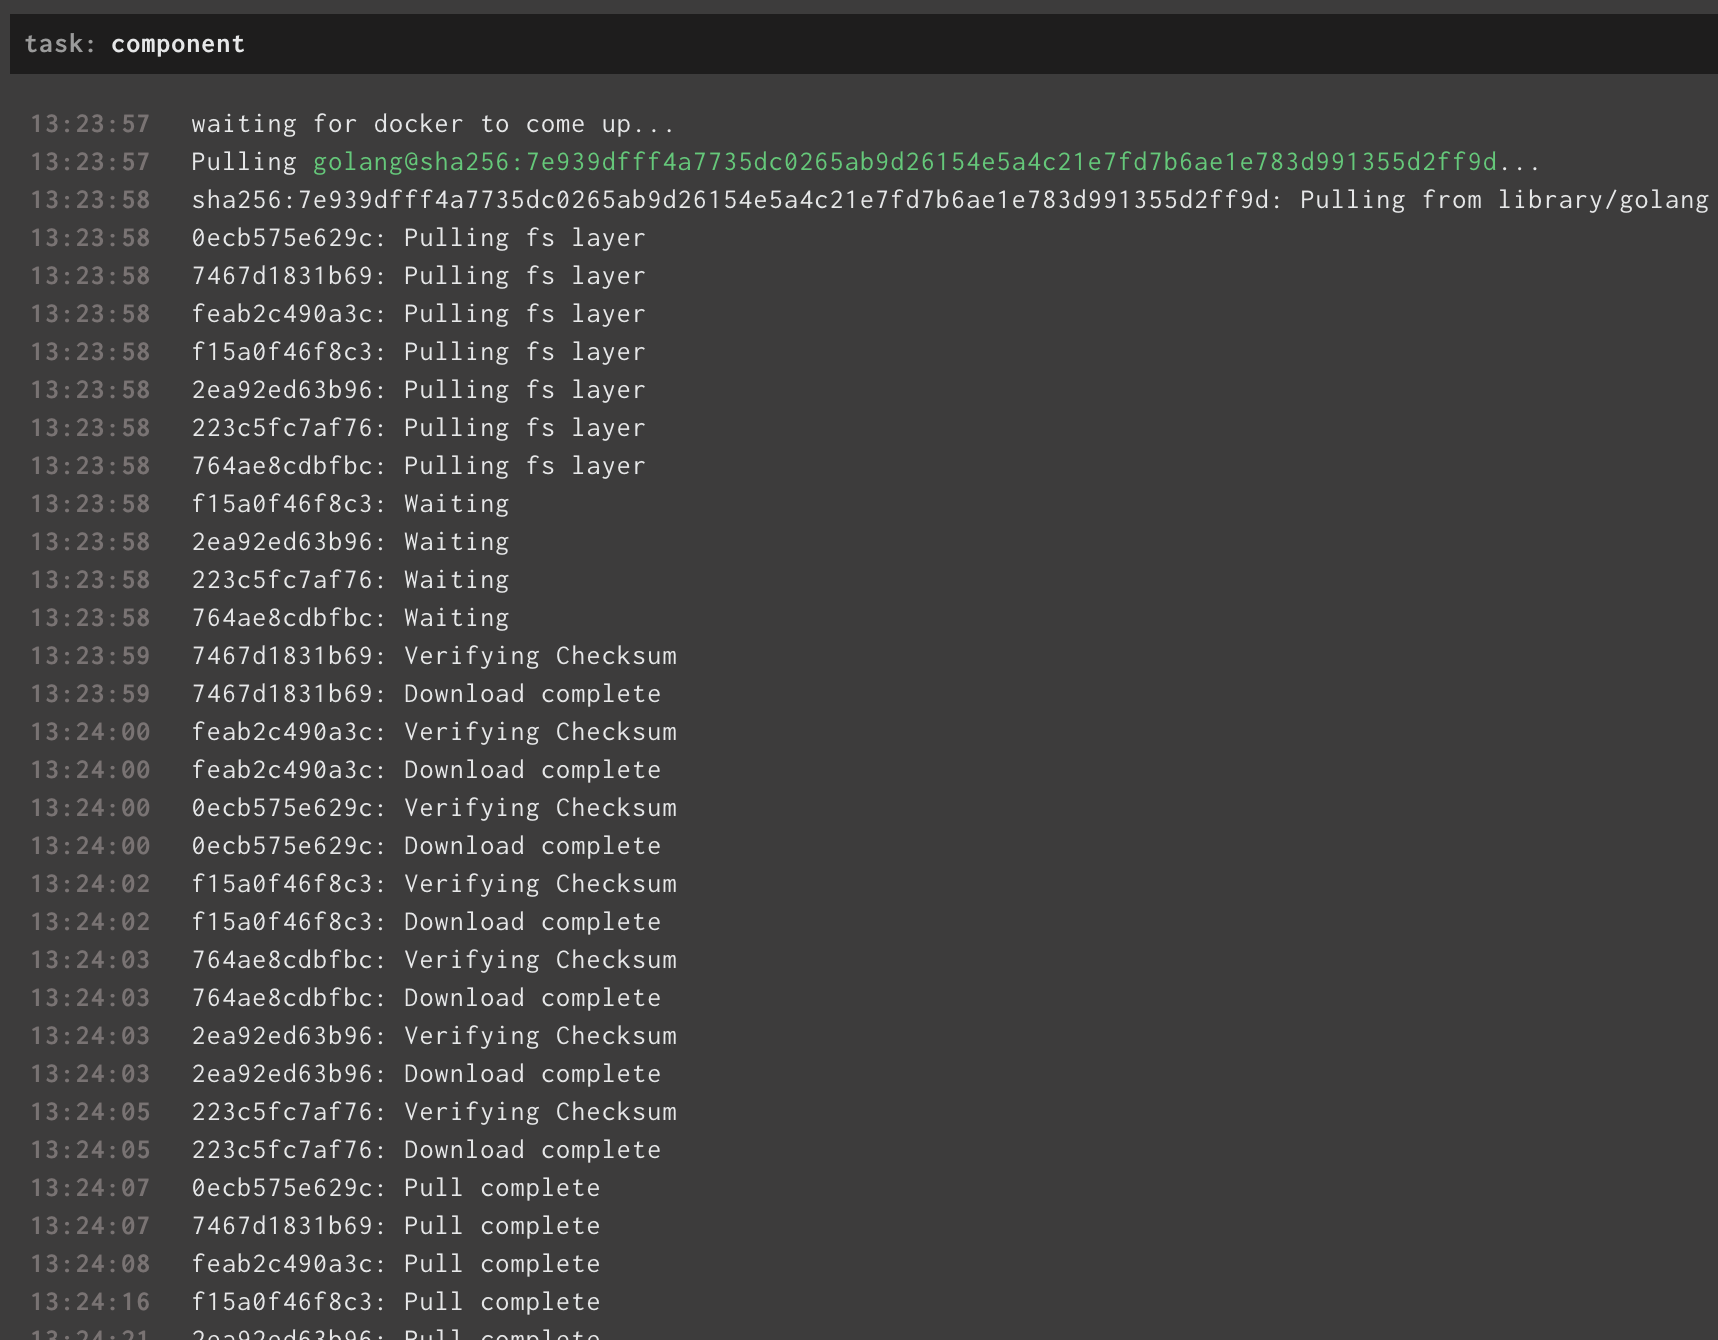 task: component
13:23:57 waiting for docker to come up...
13:23:57 Pulling golang@sha256:7e939dfff4a7735dc0265ab9d26154e5a4c21e7fd7b6ae1e783d991355d2ff9d...
13:23:58 sha256:7e939dfff4a7735dc0265ab9d26154e5a4c21e7fd7b6ae1e783d991355d2ff9d: Pulling from library/golang
13:23:58 0ecb575e629c: Pulling fs layer
13:23:58 7467d1831b69: Pulling fs layer
13:23:58 feab2c490a3c: Pulling fs layer
13:23:58 f15a0f46f8c3: Pulling fs layer
13:23:58 2ea92ed63b96: Pulling fs layer
13:23:58 223c5fc7af76: Pulling fs layer
13:23:58 764ae8cdbfbc: Pulling fs layer
13:23:58 f15a0f46f8c3: Waiting
13:23:58 2ea92ed63b96: Waiting
13:23:58 223c5fc7af76: Waiting
13:23:58 764ae8cdbfbc: Waiting
13:23:59 7467d1831b69: Verifying Checksum
13:23:59 7467d1831b69: Download complete
13:24:00 feab2c490a3c: Verifying Checksum
13:24:00 feab2c490a3c: Download complete
13:24:00 0ecb575e629c: Verifying Checksum
13:24:00 0ecb575e629c: Download complete
13:24:02 f15a0f46f8c3: Verifying Checksum
13:24:02 f15a0f46f8c3: Download complete
13:24:03 764ae8cdbfbc: Verifying Checksum
13:24:03 764ae8cdbfbc: Download complete
13:24:03 2ea92ed63b96: Verifying Checksum
13:24:03 2ea92ed63b96: Download complete
13:24:05 223c5fc7af76: Verifying Checksum
13:24:05 223c5fc7af76: Download complete
13:24:07 0ecb575e629c: Pull complete
13:24:07 7467d1831b69: Pull complete
13:24:08 feab2c490a3c: Pull complete
13:24:16 f15a0f46f8c3: Pull complete
13:24:21 2ea92ed63b96: Pull complete